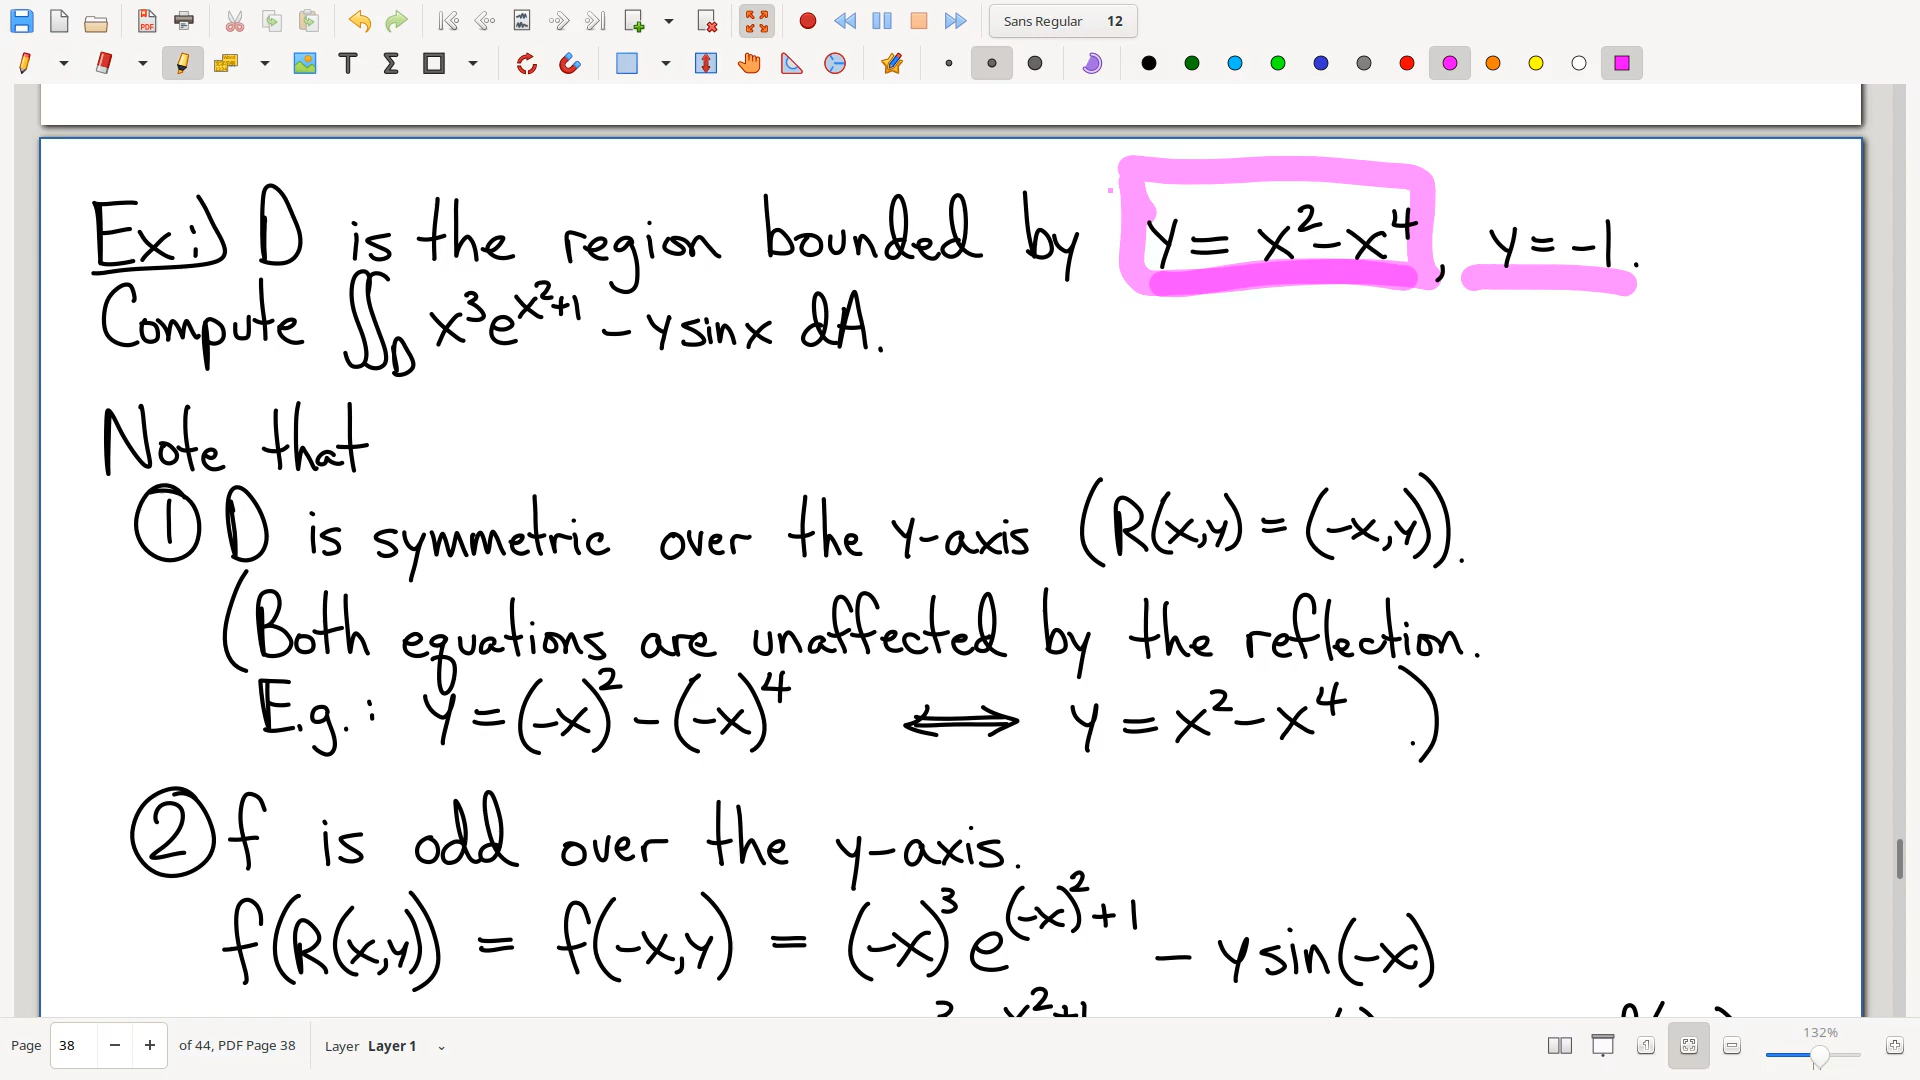 Sans Regular 12
Ex:) D is the region bounded by y = x² - x⁴, y = -1.
Compute ∬_D x³e^(x²+1) - y sin x dA.
Note that
① D is symmetric over the y-axis (R(x,y) = (-x,y)).
(Both equations are unaffected by the reflection.
E.g.: y = (-x)² - (-x)⁴ ⟺ y = x² - x⁴ .)
② f is odd over the y-axis.
f(R(x,y)) = f(-x,y) = (-x)³ e^((-x)²+1) - y sin(-x)
Page 38 of 44, PDF Page 38 Layer Layer 1 132%